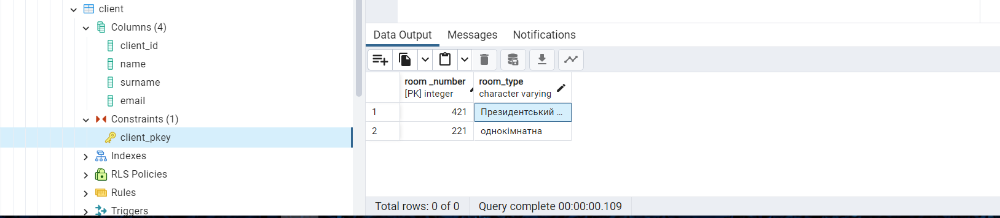 client
Columns (4)
client_id
name
surname
email
Constraints (1)
client_pkey
Indexes
RLS Policies
Rules
Triggers
Data Output Messages Notifications
room _number room_type
[PK] integer character varying
1 421 Президентський ...
2 221 однокімнатна
Total rows: 0 of 0 Query complete 00:00:00.109